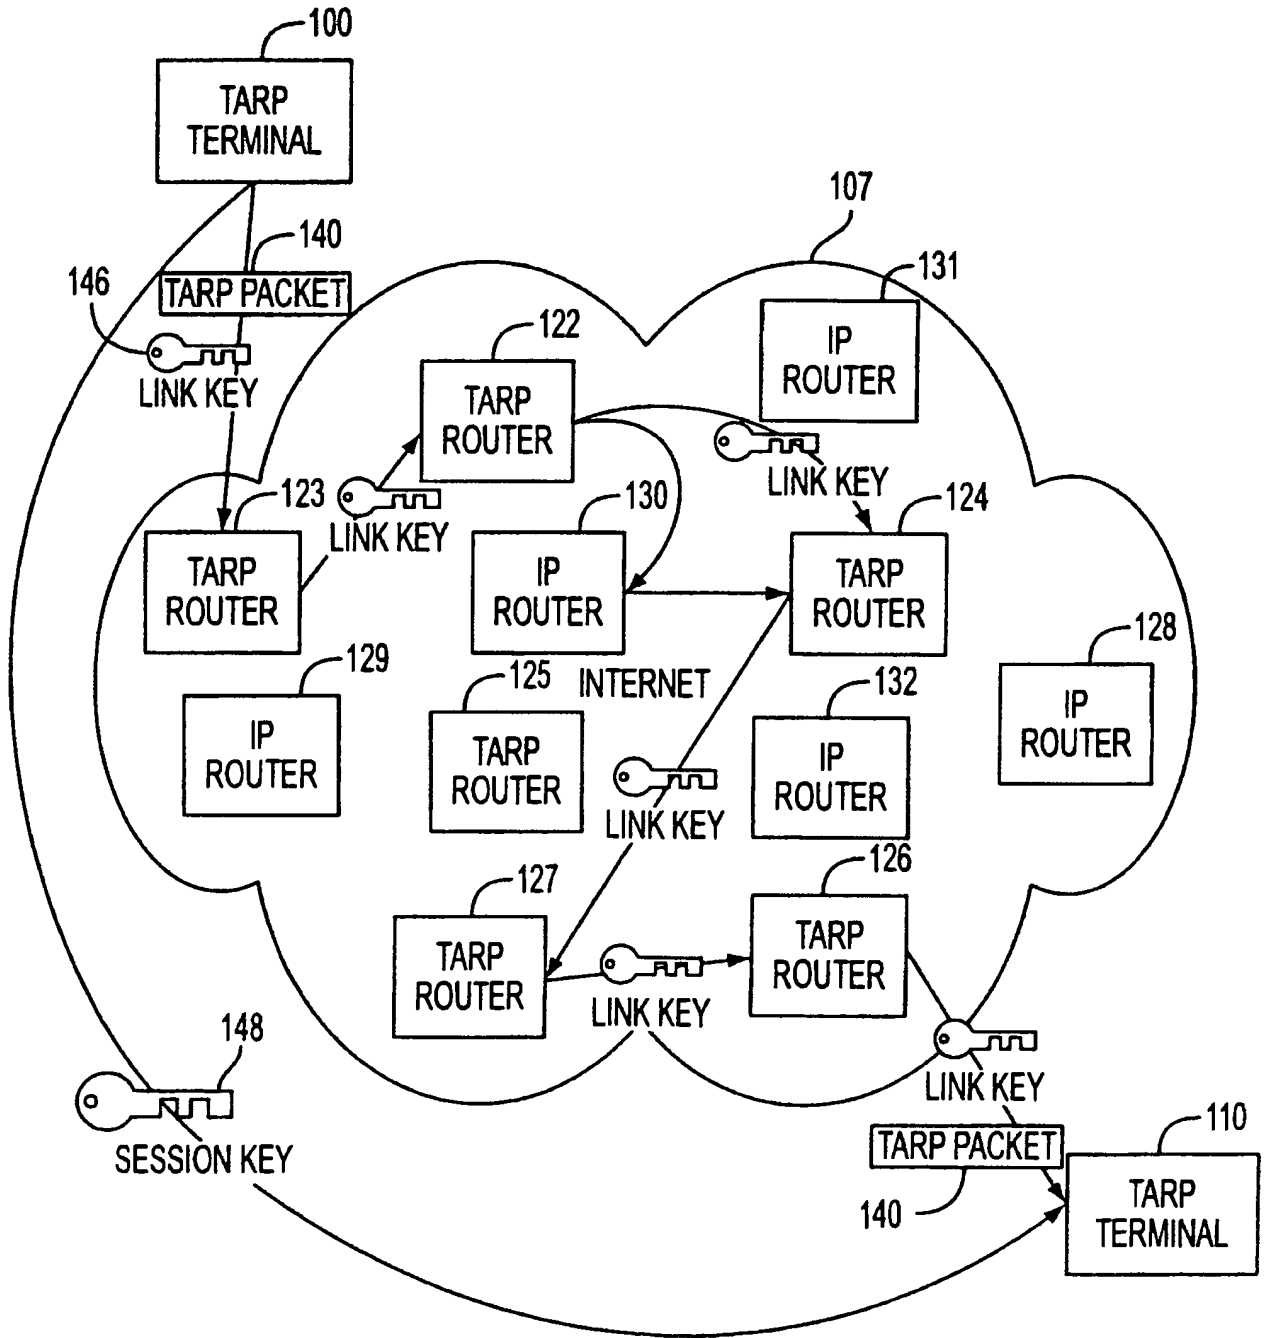 100
TARP
TERMINAL
107
140
146
TARP PACKET
131
122
IP
ROUTER
LINK KEY
TARP
ROUTER
LINK KEY
123
130
124
LINK KEY
TARP
ROUTER
IP
ROUTER
TARP
ROUTER
128
129
125
INTERNET
132
IP
ROUTER
IP
ROUTER
TARP
ROUTER
IP
ROUTER
LINK KEY
126
127
TARP
ROUTER
TARP
ROUTER
LINK KEY
148
LINK KEY
SESSION KEY
TARP PACKET
110
140
TARP
TERMINAL